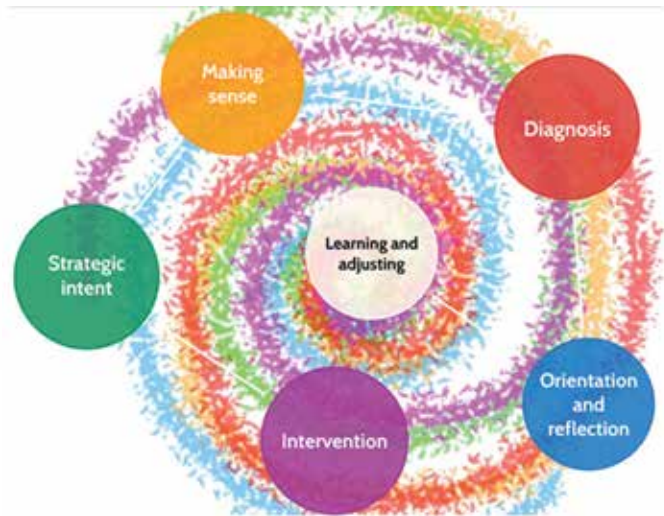 Making
sense
Diagnosis
Learning and
adjusting
Strategic
intent
Orientation
and
reflection
Intervention